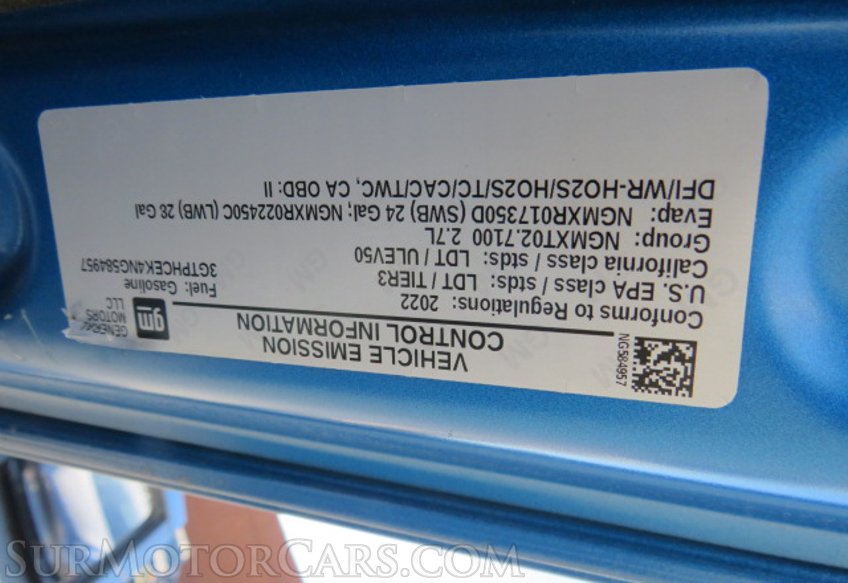 NG584957
VEHICLE EMISSION
CONTROL INFORMATION
gm
GENERAL
MOTORS
LLC
Conforms to Regulations: 2022
Fuel: Gasoline
U.S. EPA class / stds: LDT / TIER3
3GTPHCEK4NG584957
California class / stds: LDT / ULEV50
Group: NGMXT02.7100 2.7L
Evap: NGMXR017350D (SWB) 24 Gal; NGMXR022450C (LWB) 28 Gal
DFI/WR-HO2S/HO2S/TC/CAC/TWC, CA OBD: II
SurMotorCars.com